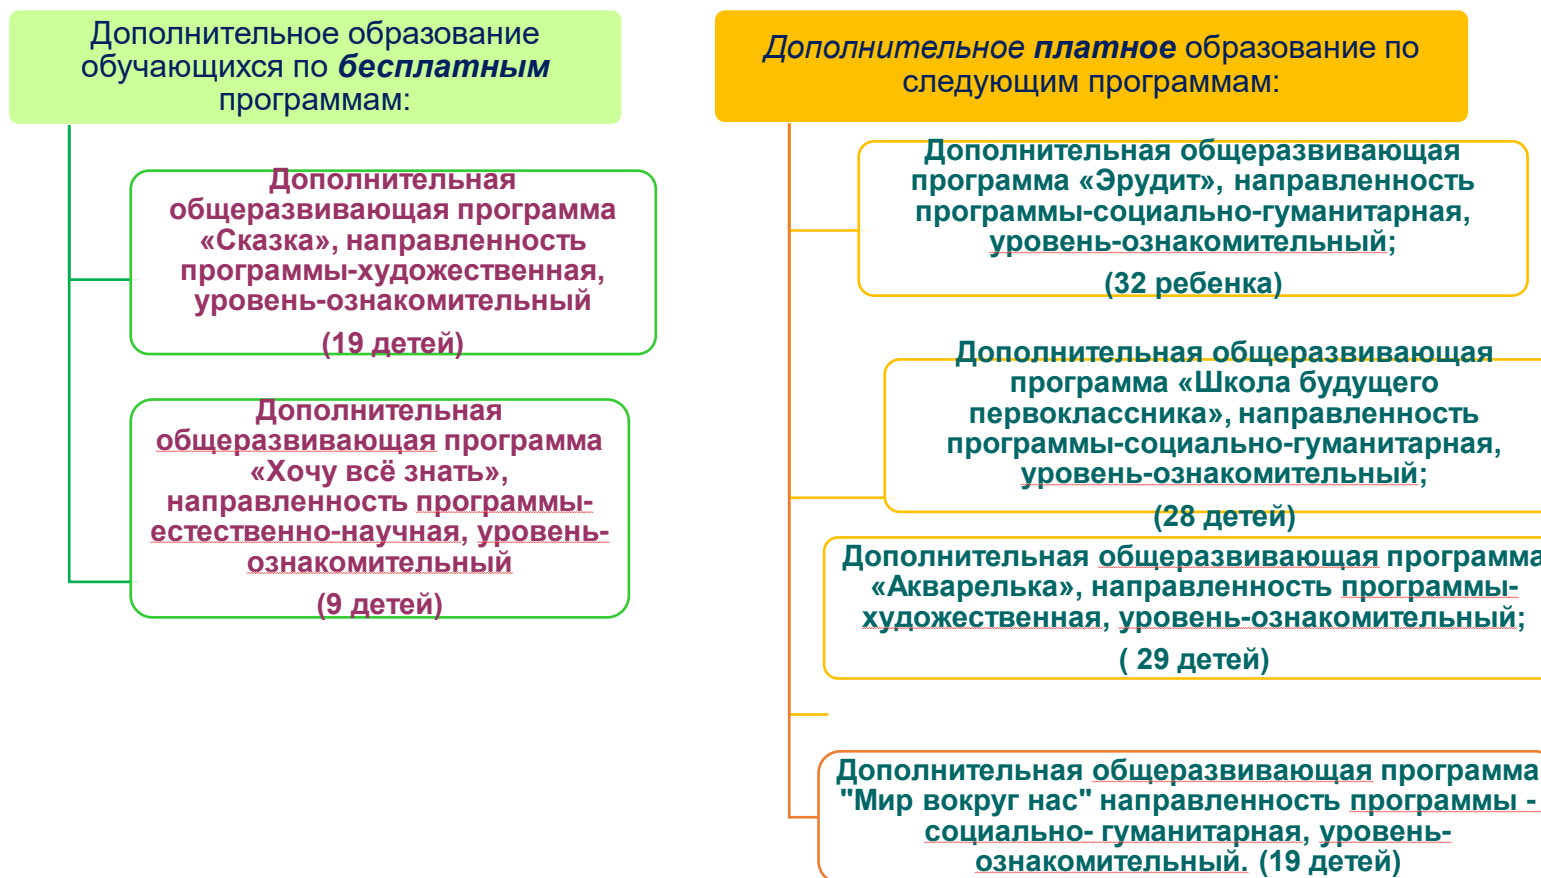 Дополнительное образование
обучающихся по бесплатным
программам:
Дополнительная
общеразвивающая программа
«Сказка», направленность
программы-художественная,
уровень-ознакомительный
(19 детей)
Дополнительная
общеразвивающая программа
«Хочу всё знать»,
направленность программы-
естественно-научная, уровень-
ознакомительный
(9 детей)
Дополнительное платное образование по
следующим программам:
Дополнительная общеразвивающая
программа «Эрудит», направленность
программы-социально-гуманитарная,
уровень-ознакомительный;
(32 ребенка)
Дополнительная общеразвивающая
программа «Школа будущего
первоклассника», направленность
программы-социально-гуманитарная,
уровень-ознакомительный;
(28 детей)
Дополнительная общеразвивающая программа
«Акварелька», направленность программы-
художественная, уровень-ознакомительный;
( 29 детей)
Дополнительная общеразвивающая программа
"Мир вокруг нас" направленность программы -
социально- гуманитарная, уровень-
ознакомительный. (19 детей)